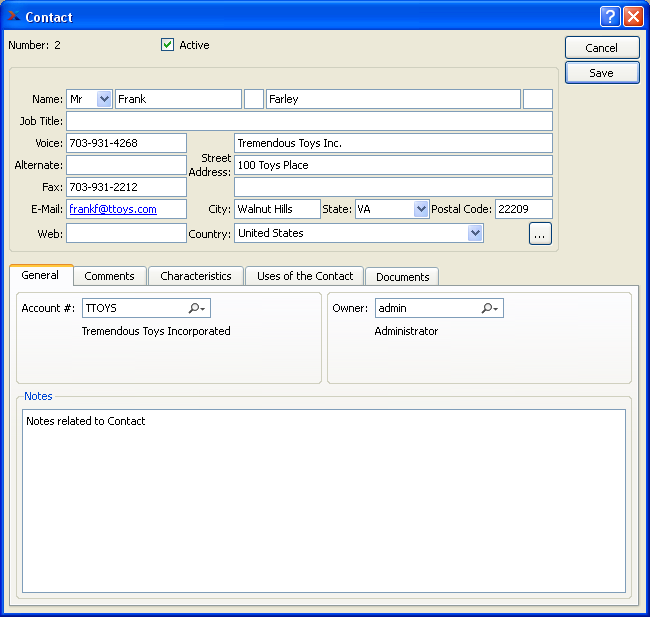 Contact
Number: 2 Active Cancel
Save
Name: Mr Frank Farley
Job Title:
Voice: 703-931-4268 Tremendous Toys Inc.
Alternate: Street Address: 100 Toys Place
Fax: 703-931-2212
E-Mail: frankf@ttoys.com City: Walnut Hills State: VA Postal Code: 22209
Web: Country: United States ...
General Comments Characteristics Uses of the Contact Documents
Account #: TTOYS Owner: admin
Tremendous Toys Incorporated Administrator
Notes
Notes related to Contact